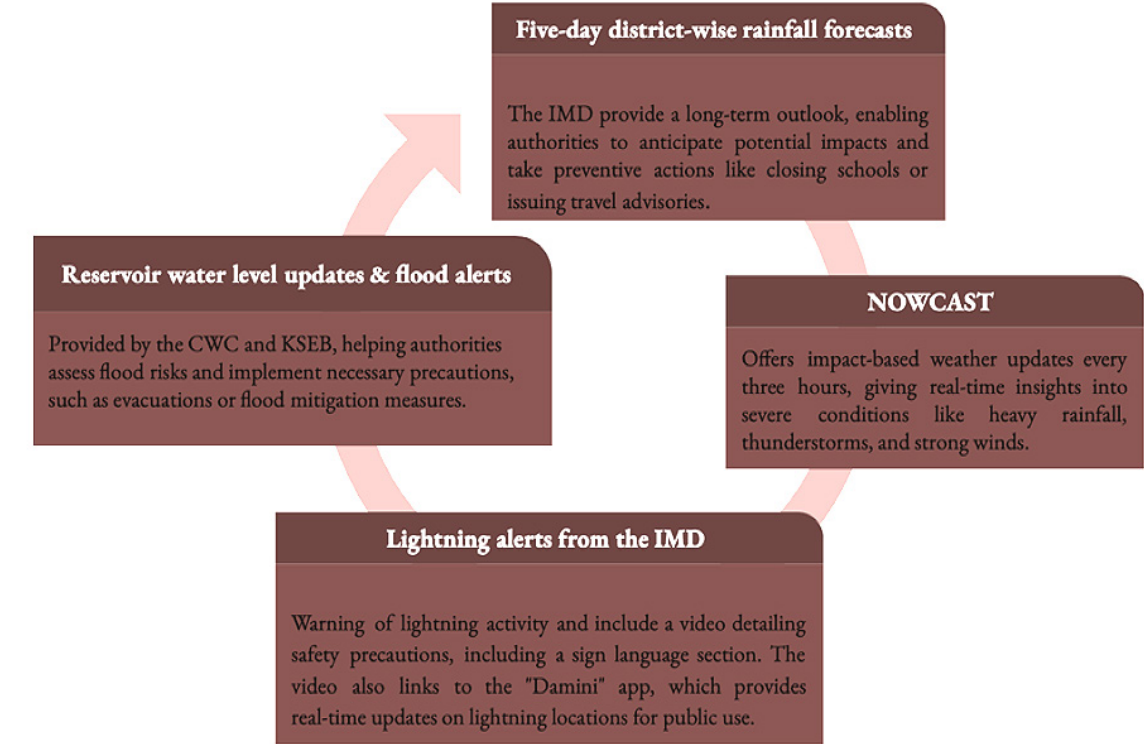 Five-day district-wise rainfall forecasts
The IMD provide a long-term outlook, enabling
authorities to anticipate potential impacts and
take preventive actions like closing schools or
issuing travel advisories.
NOWCAST
Offers impact-based weather updates every
three hours, giving real-time insights into
severe conditions like heavy rainfall,
thunderstorms, and strong winds.
Lightning alerts from the IMD
Warning of lightning activity and include a video detailing
safety precautions, including a sign language section. The
video also links to the "Damini" app, which provides
real-time updates on lightning locations for public use.
Reservoir water level updates & flood alerts
Provided by the CWC and KSEB, helping authorities
assess flood risks and implement necessary precautions,
such as evacuations or flood mitigation measures.